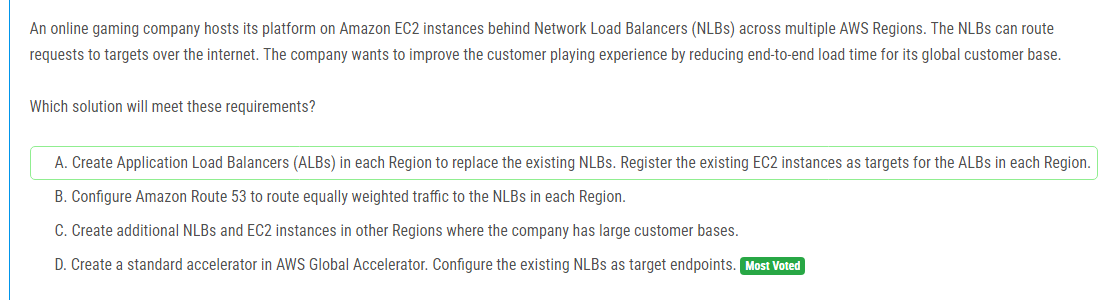 An online gaming company hosts its platform on Amazon EC2 instances behind Network Load Balancers (NLBs) across multiple AWS Regions. The NLBs can route
requests to targets over the internet. The company wants to improve the customer playing experience by reducing end-to-end load time for its global customer base.
Which solution will meet these requirements?
A. Create Application Load Balancers (ALBs) in each Region to replace the existing NLBs. Register the existing EC2 instances as targets for the ALBs in each Region.
B. Configure Amazon Route 53 to route equally weighted traffic to the NLBs in each Region.
C. Create additional NLBs and EC2 instances in other Regions where the company has large customer bases.
D. Create a standard accelerator in AWS Global Accelerator. Configure the existing NLBs as target endpoints. Most Voted